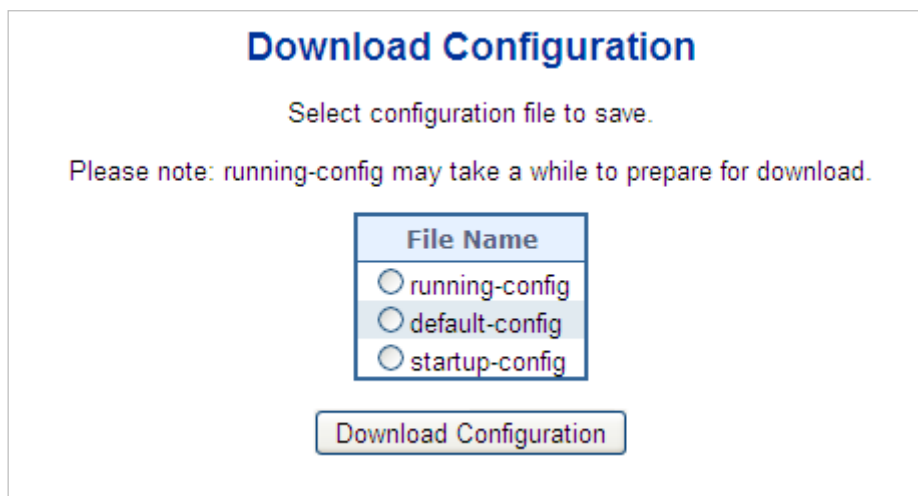 Download Configuration
Select configuration file to save.
Please note: running-config may take a while to prepare for download.
File Name
running-config
default-config
startup-config
Download Configuration